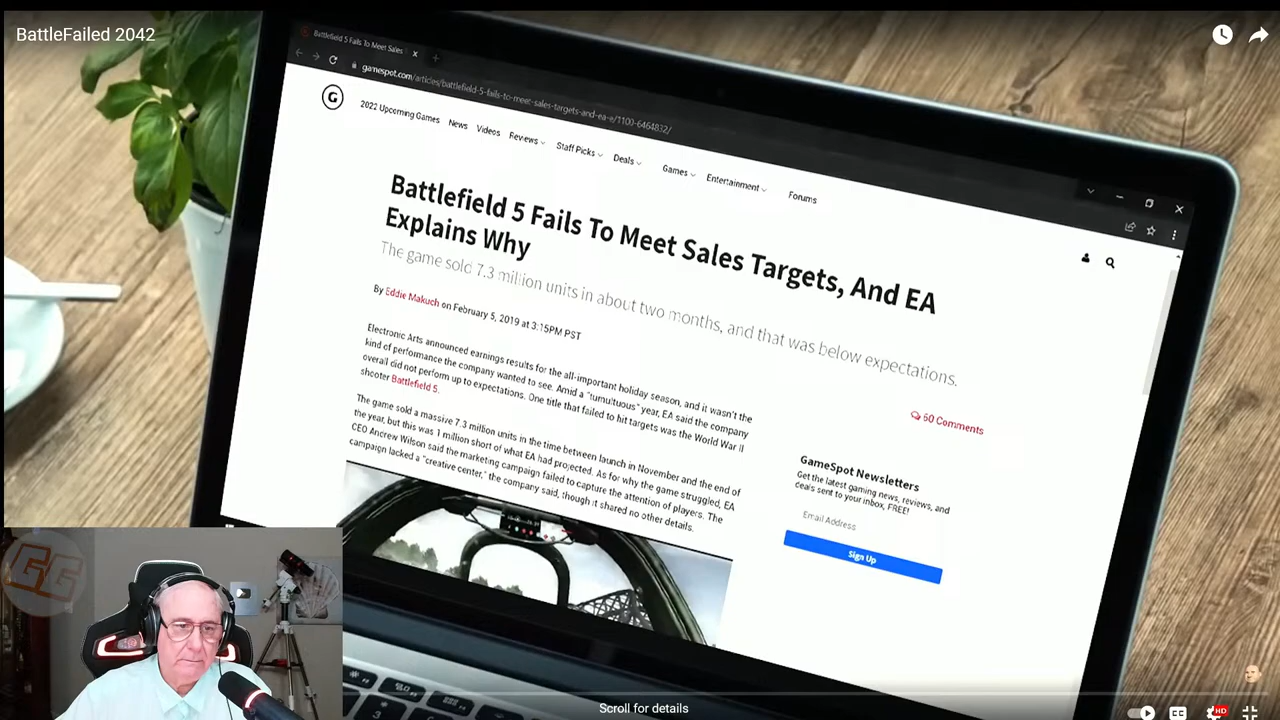 BattleFailed 2042
Battlefield 5 Fails To Meet Sales
gamespot.com/articles/battlefield-5-fails-to-meet-sales-targets-and-ea-e/1100-6464832/
G
2022 Upcoming Games News Videos Reviews Staff Picks Deals Games Entertainment Forums
Battlefield 5 Fails To Meet Sales Targets, And EA
Explains Why
The game sold 7.3 million units in about two months, and that was below expectations.
By Eddie Makuch on February 5, 2019 at 3:15PM PST
60 Comments
Electronic Arts announced earnings results for the all-important holiday season, and it wasn't the
kind of performance the company wanted to see. Amid a "tumultuous" year, EA said the company
overall did not perform up to expectations. One title that failed to hit targets was the World War II
shooter Battlefield 5.
The game sold a massive 7.3 million units in the time between launch in November and the end of
the year, but this was 1 million short of what EA had projected. As for why the game struggled, EA
CEO Andrew Wilson said the marketing campaign failed to capture the attention of players. The
campaign lacked a "creative center," the company said, though it shared no other details.
GameSpot Newsletters
Get the latest gaming news, reviews, and
deals sent to your inbox, FREE!
Email Address
Sign Up
GG
Scroll for details
CC
HD